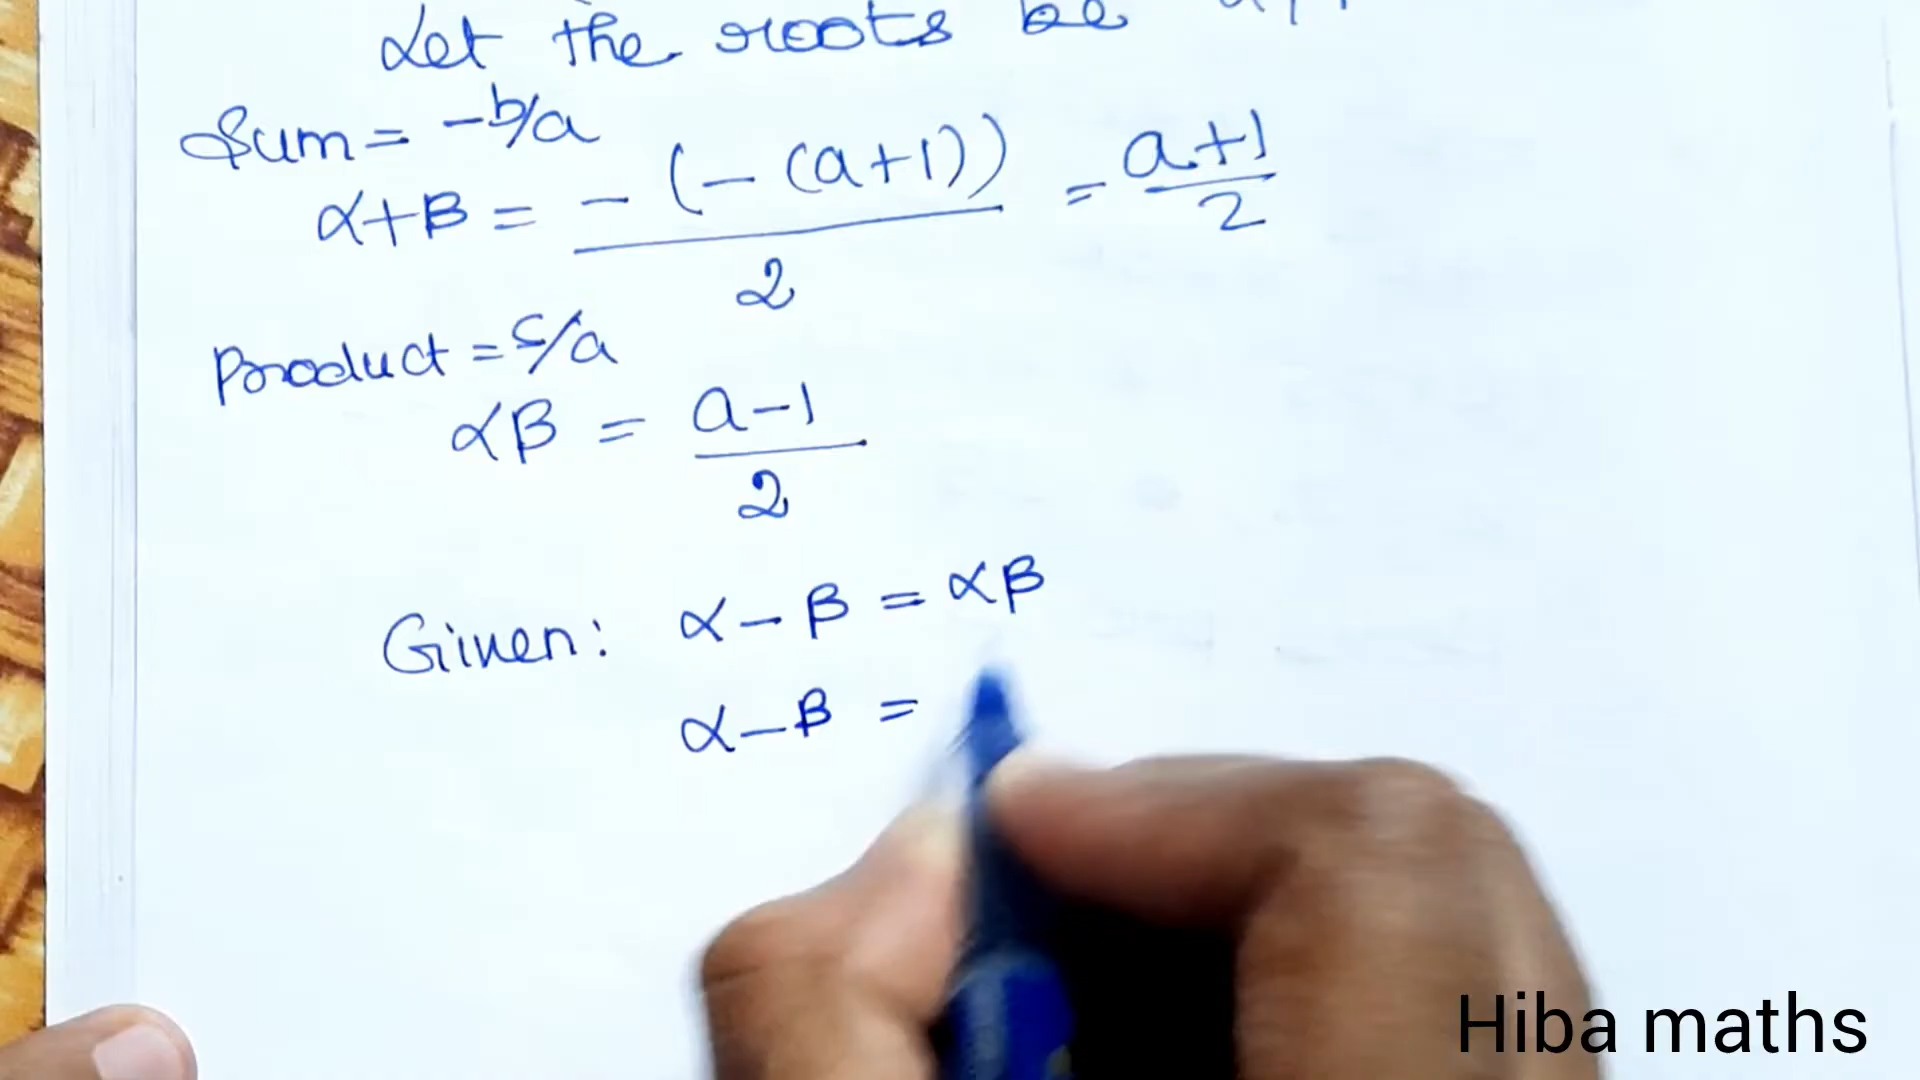 Let the roots be
Sum = -b/a
α+β = -(-(a+1))/2 = a+1/2
Product = c/a
αβ = a-1/2
Given: α-β = αβ
α-β =
Hiba maths